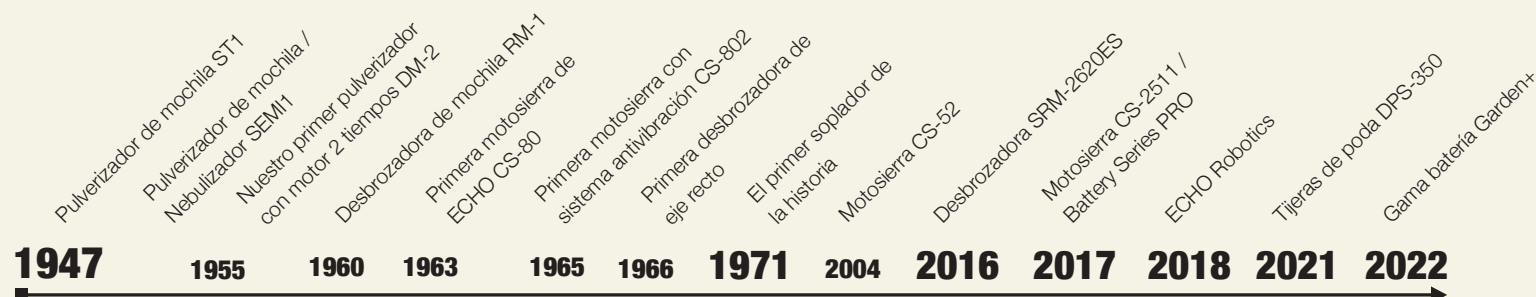 Pulverizador de mochila ST1
Pulverizador de mochila /
Nebulizador SEMI1
Nuestro primer pulverizador
con motor 2 tiempos DM-2
Desbrozadora de mochila RM-1
Primera motosierra de
ECHO CS-80
Primera motosierra con
sistema antivibración CS-802
Primera desbrozadora de
eje recto
El primer soplador de
la historia
Motosierra CS-52
Desbrozadora SRM-2620ES
Motosierra CS-2511 /
Battery Series PRO
ECHO Robotics
Tijeras de poda DPS-350
Gama batería Garden+
1947 1955 1960 1963 1965 1966 1971 2004 2016 2017 2018 2021 2022